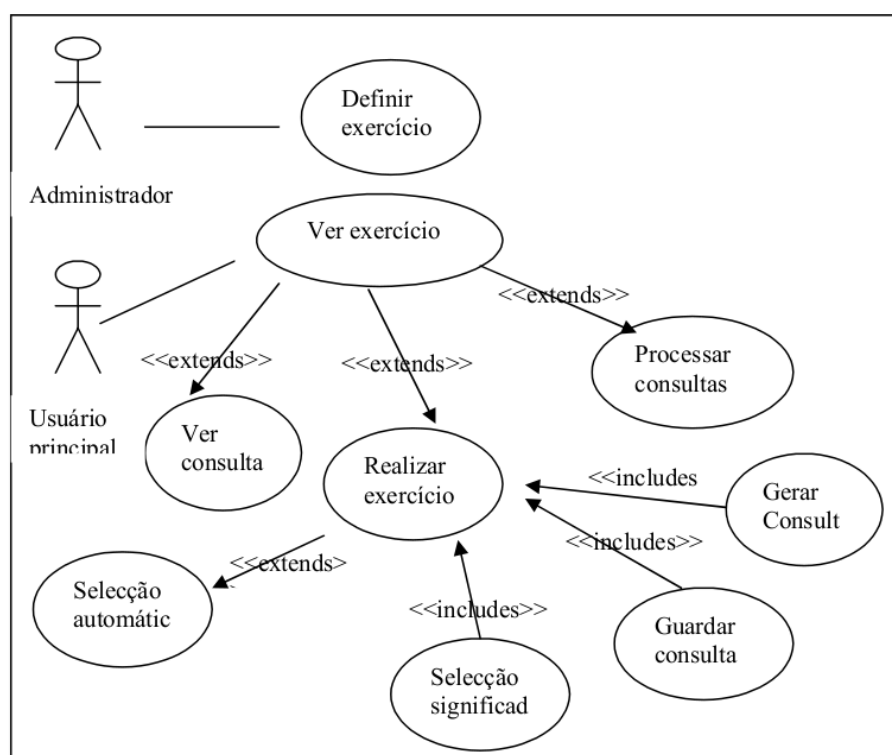 Definir
exercício
Administrador
Ver exercício
<<extends>>
<<extends>>
<<extends>>
Processar
consultas
Usuário
principal
Ver
consulta
Realizar
exercício
<<includes
Gerar
Consult
<<includes>>
<<extends>
Selecção
automátic
<<includes>>
Guardar
consulta
Selecção
significad